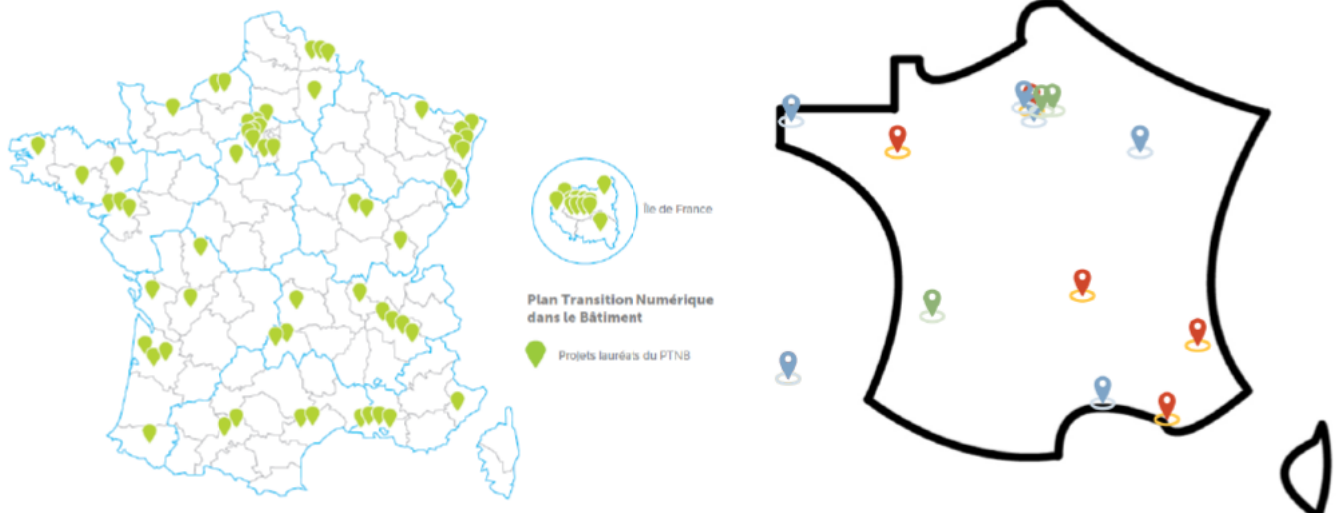 Île de France
Plan Transition Numérique
dans le Bâtiment
Projets lauréats du PTNB